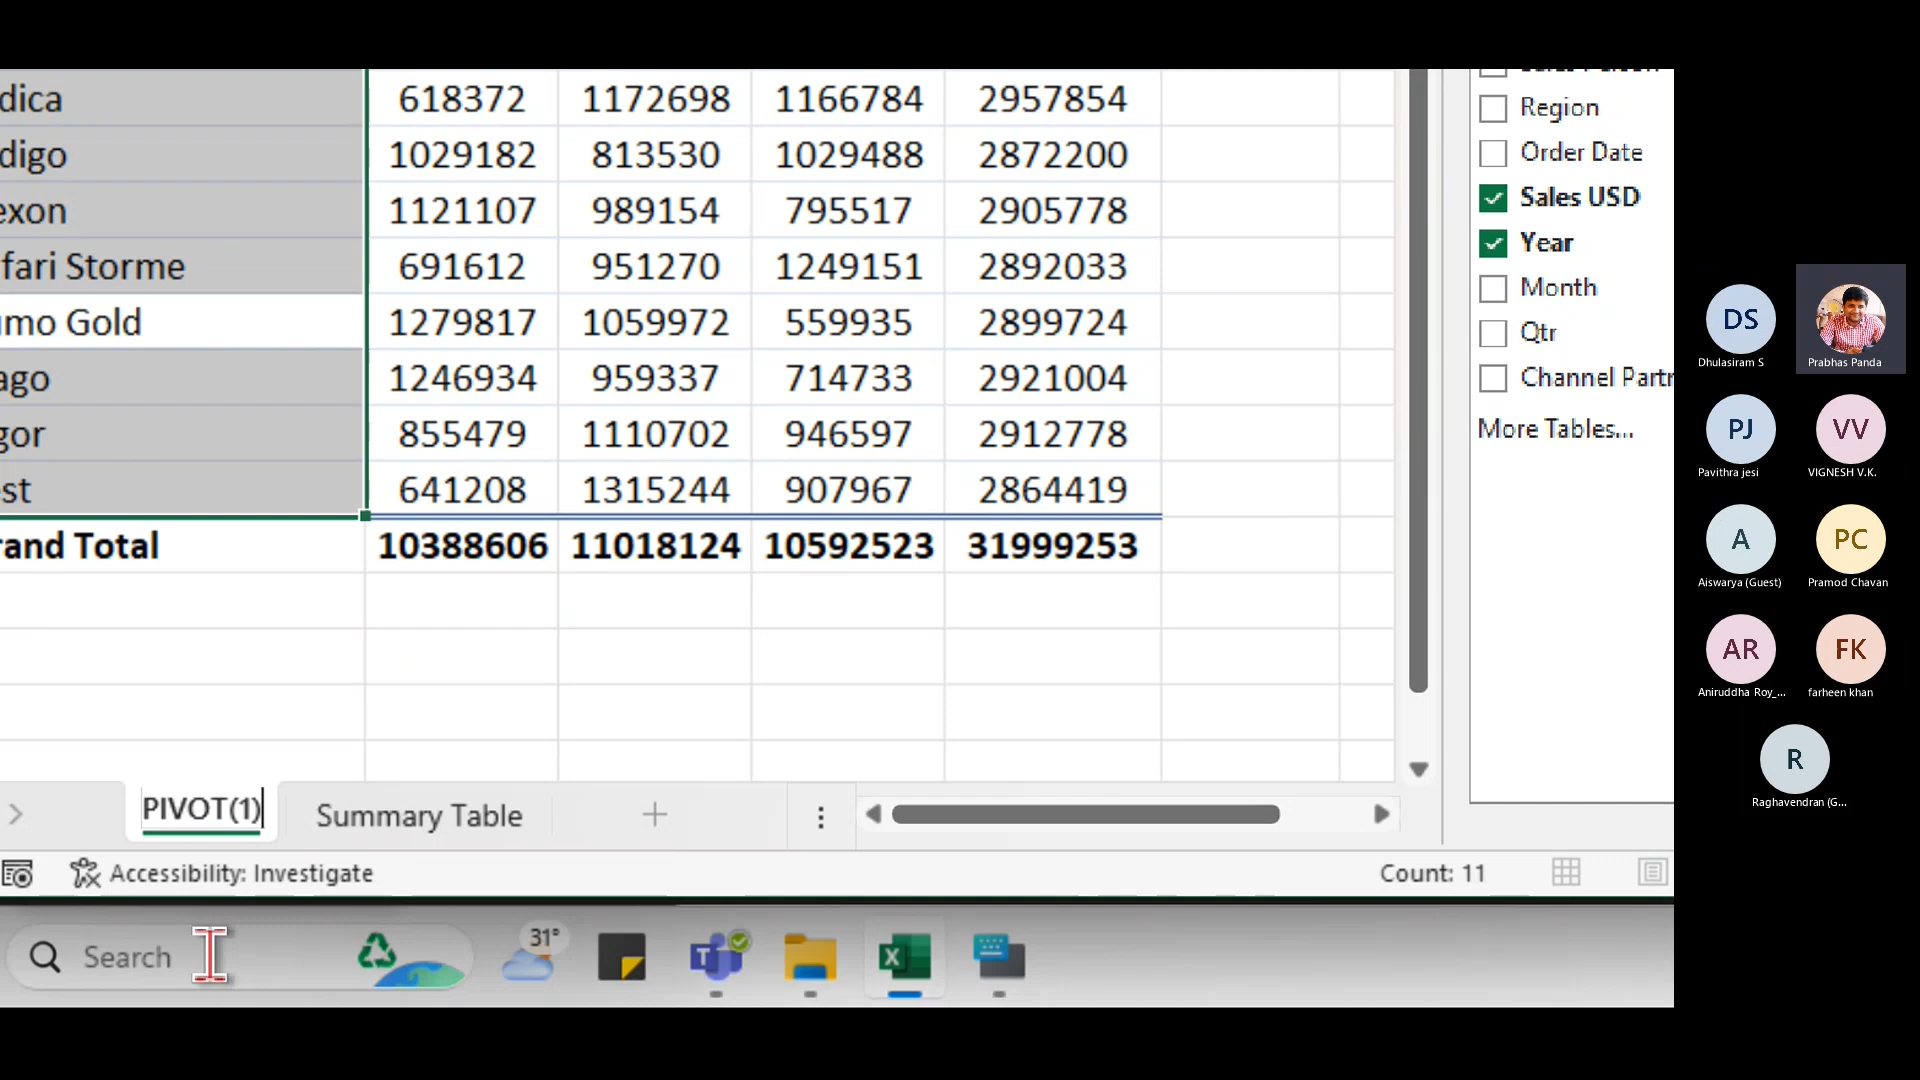 dica 618372 1172698 1166784 2957854
digo 1029182 813530 1029488 2872200
exon 1121107 989154 795517 2905778
fari Storme 691612 951270 1249151 2892033
umo Gold 1279817 1059972 559935 2899724
ago 1246934 959337 714733 2921004
gor 855479 1110702 946597 2912778
est 641208 1315244 907967 2864419
rand Total 10388606 11018124 10592523 31999253
Region
Order Date
Sales USD
Year
Month
Qtr
Channel Partr
More Tables...
PIVOT(1) Summary Table
Accessibility: Investigate Count: 11
Search 31°
DS
Dhulasiram S Prabhas Panda
PJ VV
Pavithra jesi VIGNESH V.K.
A PC
Aiswarya (Guest) Pramod Chavan
AR FK
Aniruddha Roy_... farheen khan
R
Raghavendran (G...